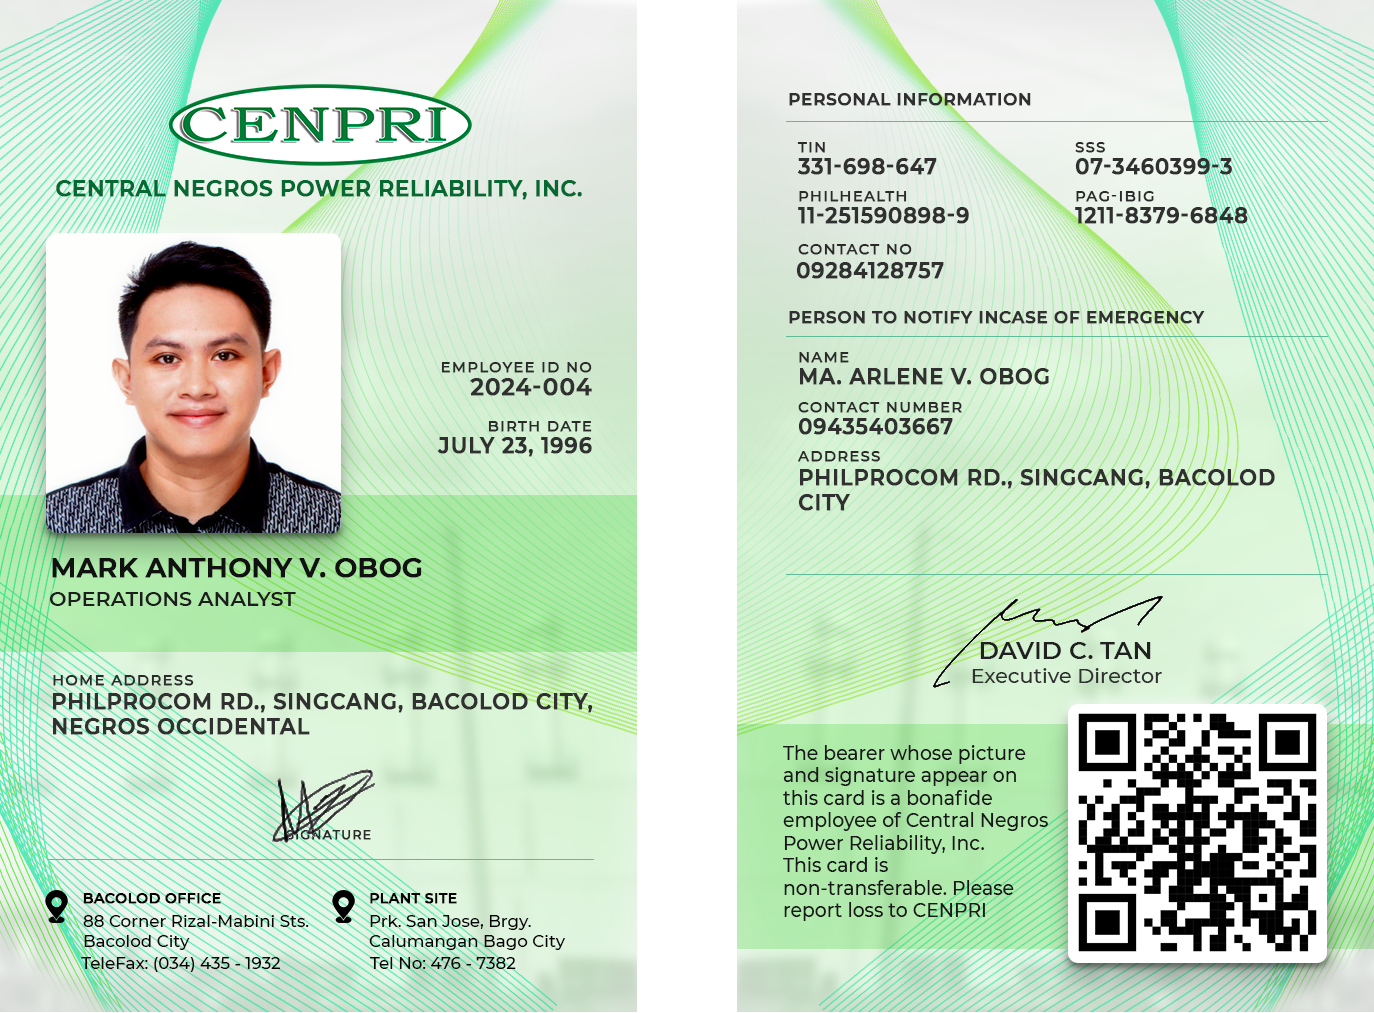 CENPRI
CENTRAL NEGROS POWER RELIABILITY, INC.
EMPLOYEE ID NO
2024-004
BIRTH DATE
JULY 23, 1996
MARK ANTHONY V. OBOG
OPERATIONS ANALYST
HOME ADDRESS
PHILPROCOM RD., SINGCANG, BACOLOD CITY,
NEGROS OCCIDENTAL
SIGNATURE
BACOLOD OFFICE
88 Corner Rizal-Mabini Sts.
Bacolod City
TeleFax: (034) 435 - 1932
PLANT SITE
Prk. San Jose, Brgy.
Calumangan Bago City
Tel No: 476 - 7382
PERSONAL INFORMATION
TIN
331-698-647
SSS
07-3460399-3
PHILHEALTH
11-251590898-9
PAG-IBIG
1211-8379-6848
CONTACT NO
09284128757
PERSON TO NOTIFY INCASE OF EMERGENCY
NAME
MA. ARLENE V. OBOG
CONTACT NUMBER
09435403667
ADDRESS
PHILPROCOM RD., SINGCANG, BACOLOD
CITY
DAVID C. TAN
Executive Director
The bearer whose picture
and signature appear on
this card is a bonafide
employee of Central Negros
Power Reliability, Inc.
This card is
non-transferable. Please
report loss to CENPRI